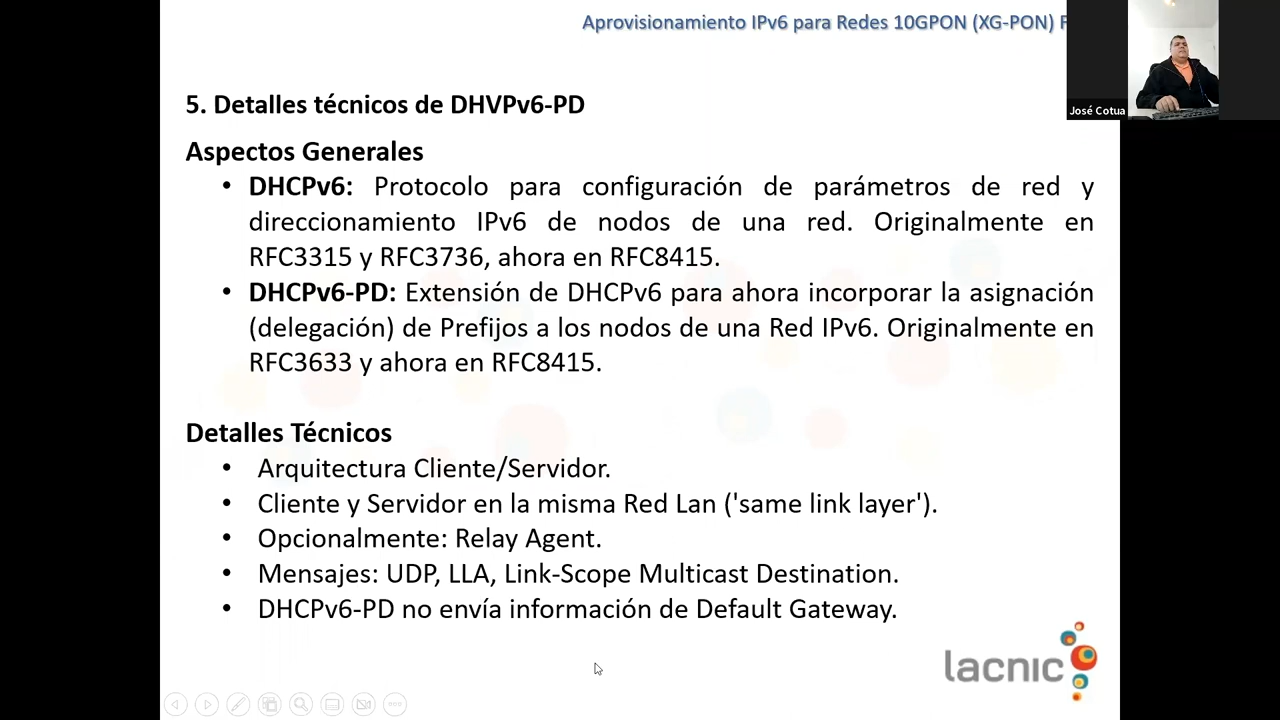 Aprovisionamiento IPv6 para Redes 10GPON (XG-PON)
José Cotua
5. Detalles técnicos de DHVPv6-PD
Aspectos Generales
• DHCPv6: Protocolo para configuración de parámetros de red y
direccionamiento IPv6 de nodos de una red. Originalmente en
RFC3315 y RFC3736, ahora en RFC8415.
• DHCPv6-PD: Extensión de DHCPv6 para ahora incorporar la asignación
(delegación) de Prefijos a los nodos de una Red IPv6. Originalmente en
RFC3633 y ahora en RFC8415.
Detalles Técnicos
• Arquitectura Cliente/Servidor.
• Cliente y Servidor en la misma Red Lan ('same link layer').
• Opcionalmente: Relay Agent.
• Mensajes: UDP, LLA, Link-Scope Multicast Destination.
• DHCPv6-PD no envía información de Default Gateway.
lacnic